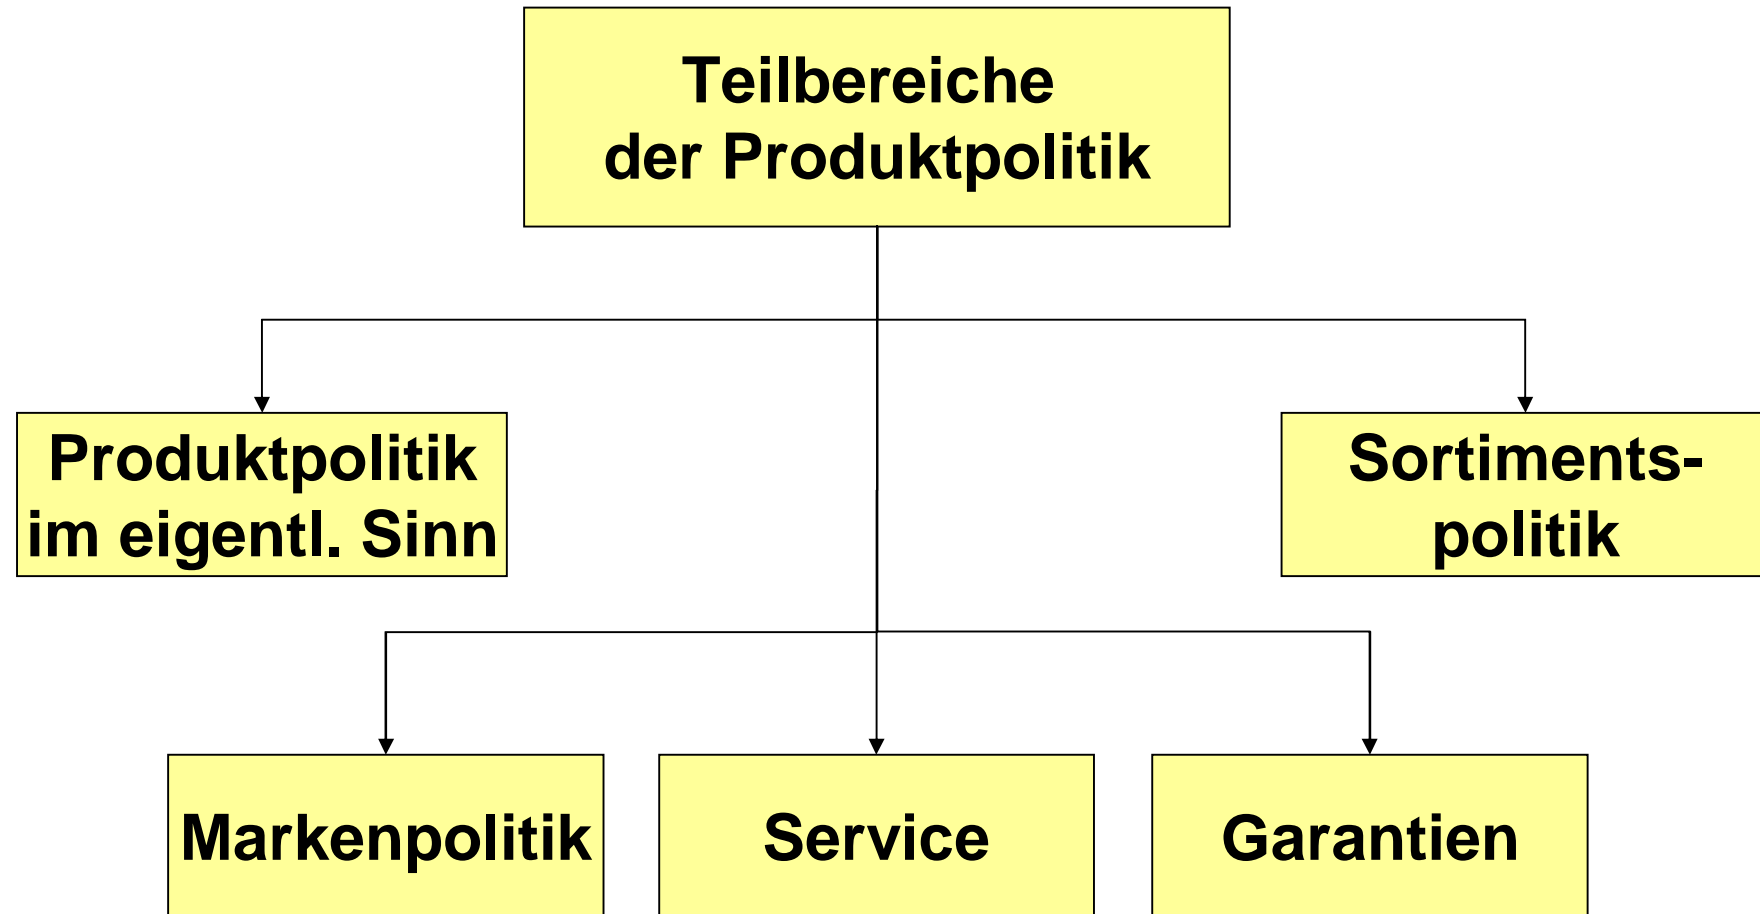 Teilbereiche
der Produktpolitik
Produktpolitik
im eigentl. Sinn
Sortiments-
politik
Markenpolitik
Service
Garantien